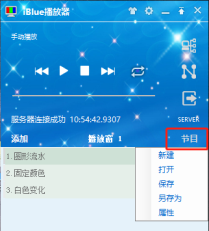 iBlue播放器
手动播放
服务器连接成功 10:54:42.9307
SERVER
添加 播放窗 1 节目
1.圆形流水
2.固定颜色
3.白色变化
新建
打开
保存
另存为
属性